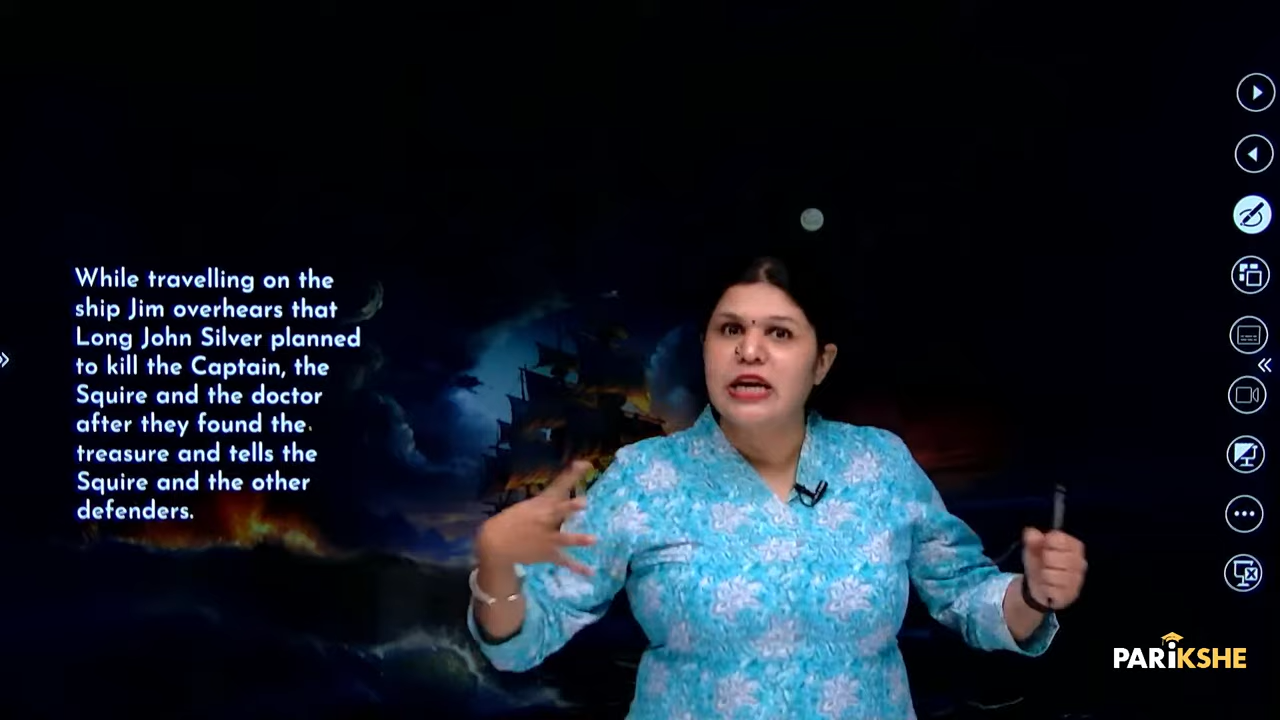 While travelling on the
ship Jim overhears that
Long John Silver planned
to kill the Captain, the
Squire and the doctor
after they found the
treasure and tells the
Squire and the other
defenders.
PARiKSHE